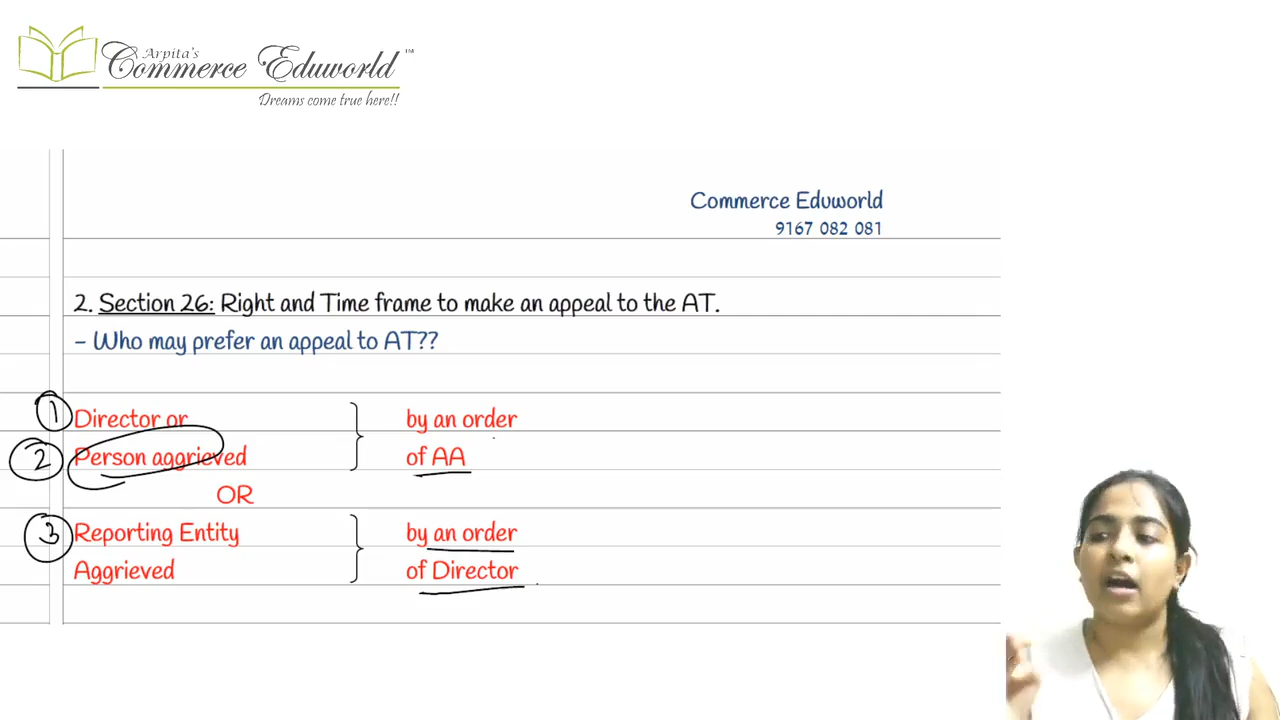 Arpita's
Commerce Eduworld™
Dreams come true here!!
Commerce Eduworld
9167 082 081
2. Section 26: Right and Time frame to make an appeal to the AT.
- Who may prefer an appeal to AT??
1 Director or by an order
2 Person aggrieved of AA
OR
3 Reporting Entity by an order
Aggrieved of Director